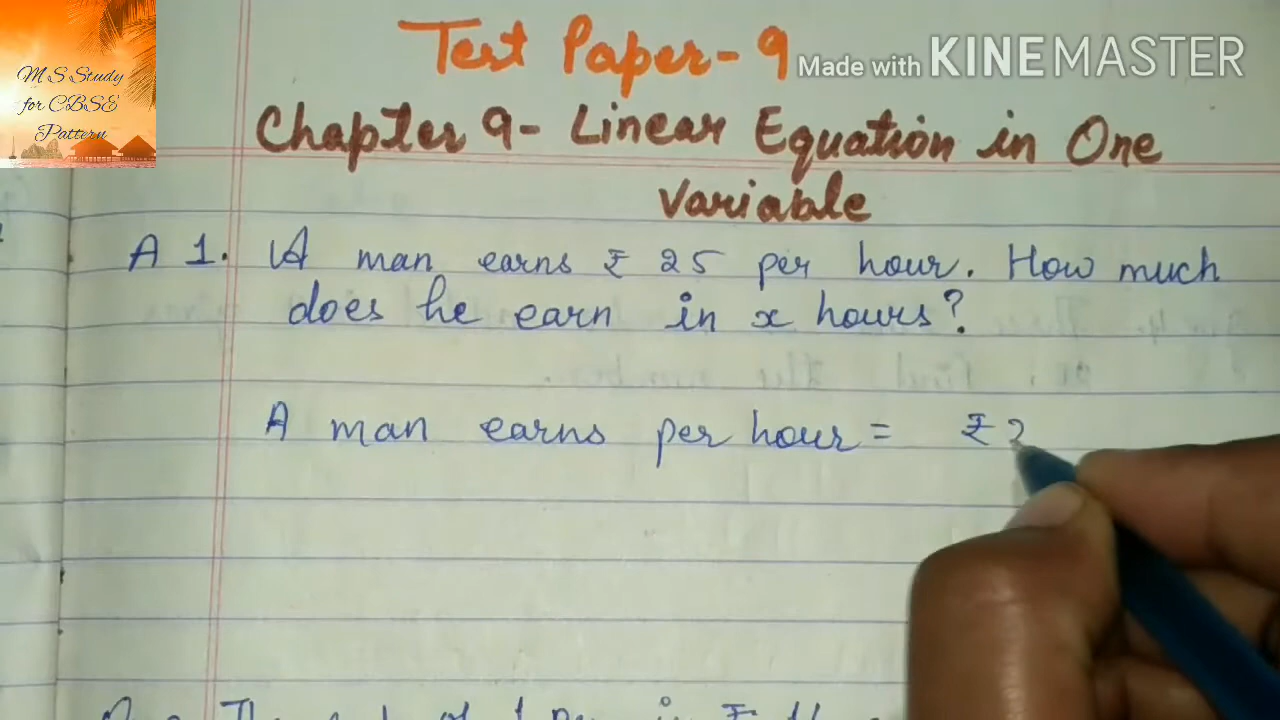 M S Study
for CBSE
Pattern
Test Paper-9
Made with KINEMASTER
Chapter 9- Linear Equation in One
Variable
A 1. A man earns ₹ 25 per hour. How much
does he earn in x hours?
A man earns per hour = ₹2